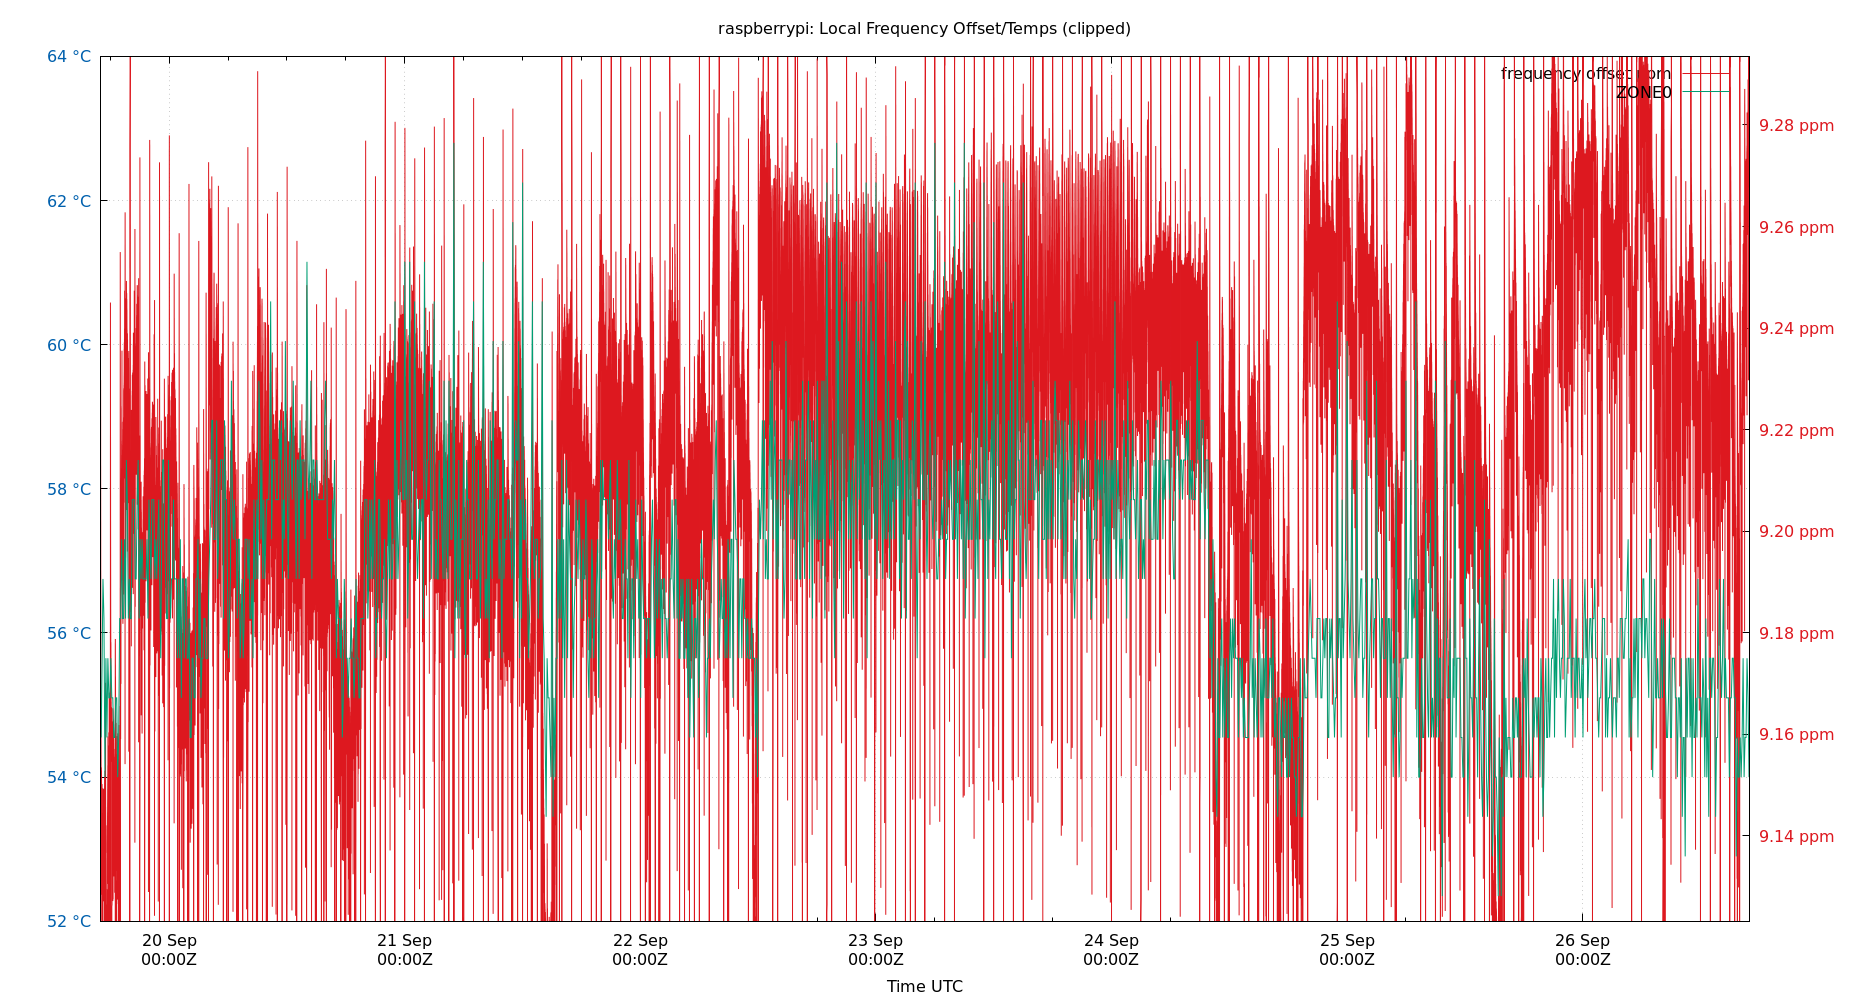 raspberrypi: Local Frequency Offset/Temps (clipped)
64 °C
62 °C
60 °C
58 °C
56 °C
54 °C
52 °C
frequency offset ppm
ZONE0
9.28 ppm
9.26 ppm
9.24 ppm
9.22 ppm
9.20 ppm
9.18 ppm
9.16 ppm
9.14 ppm
20 Sep
00:00Z
21 Sep
00:00Z
22 Sep
00:00Z
23 Sep
00:00Z
24 Sep
00:00Z
25 Sep
00:00Z
26 Sep
00:00Z
Time UTC